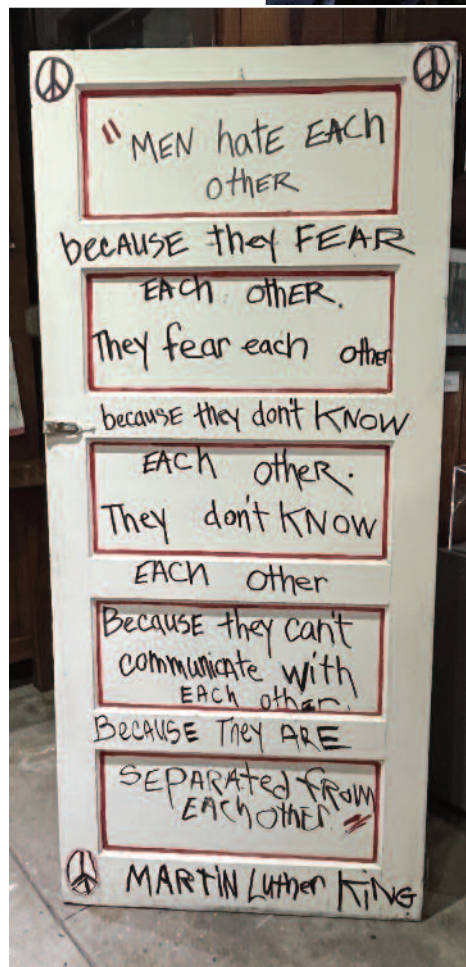 "MEN hatE EACh
othER
becAUSE they FEAR
EACh othER.
They fear each other
because they don't KNOW
EACh other.
They don't KNOW
EACh Other
BecaUSE they can't
communicate with
EACh other.
BecaUSE They ARE
SEPARAted fROM
EACh other"
MARTiN Luther KiNG